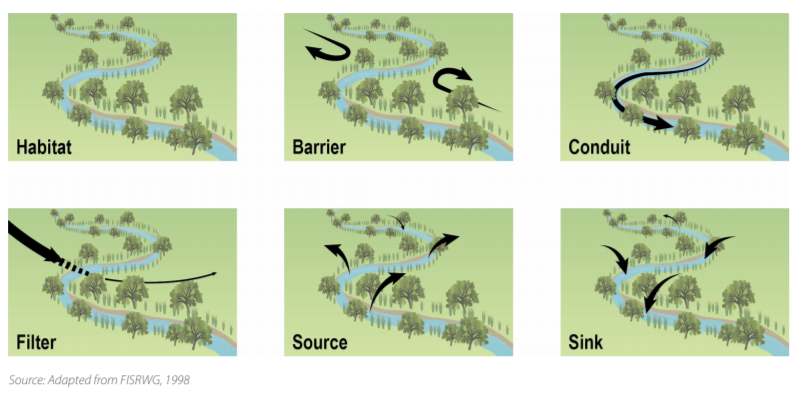 Habitat
Barrier
Conduit
Filter
Source
Sink
Source: Adapted from FISRWG, 1998